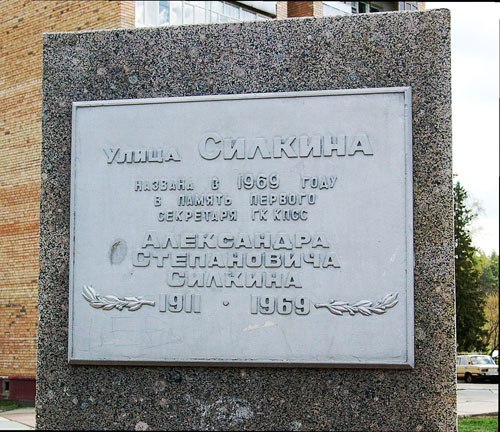 Улица СИЛКИНА
НАЗВАНА В 1969 ГОДУ
В ПАМЯТЬ ПЕРВОГО
СЕКРЕТАРЯ ГК КПСС
АЛЕКСАНДРА
СТЕПАНОВИЧА
СИЛКИНА
1911 · 1969